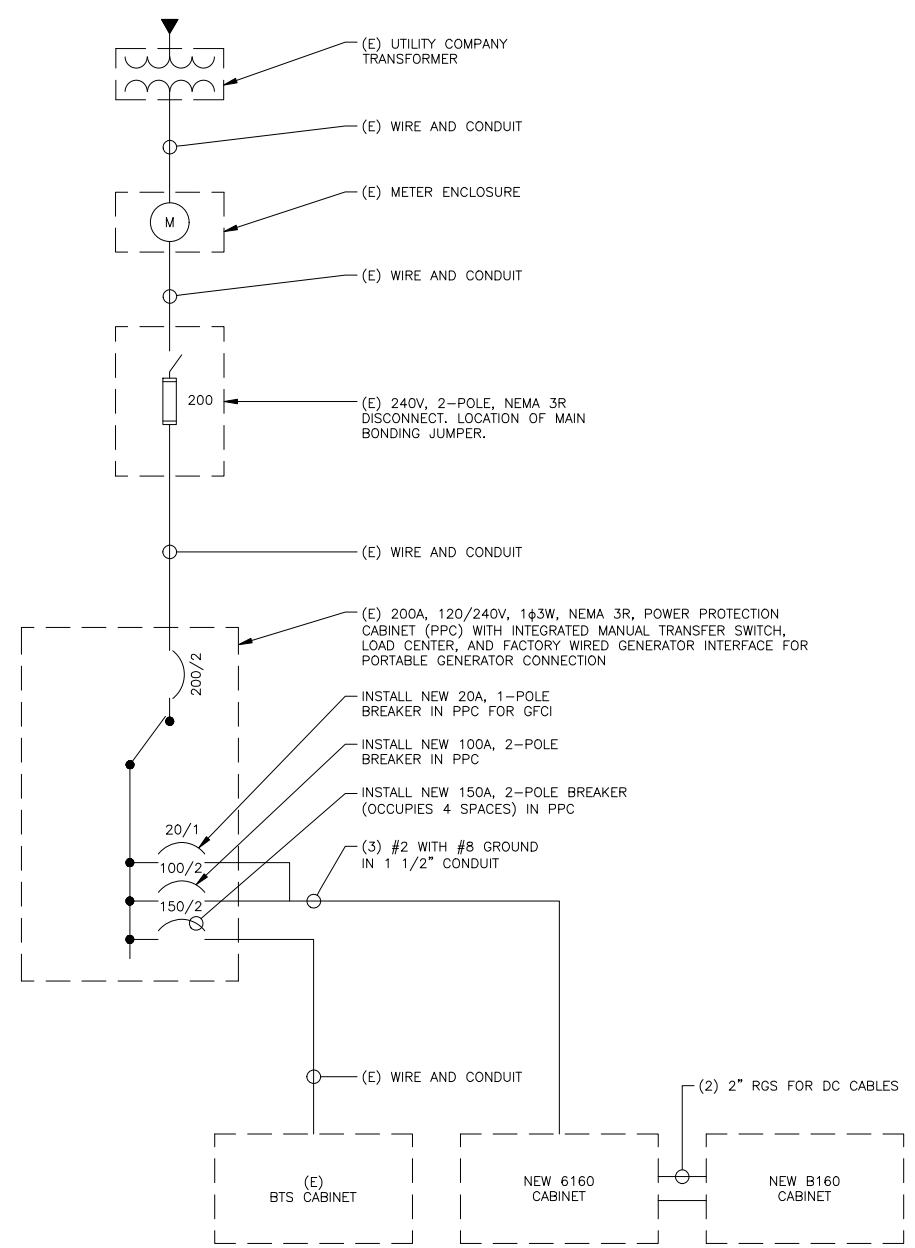 (E) UTILITY COMPANY
TRANSFORMER
(E) WIRE AND CONDUIT
(E) METER ENCLOSURE
M
(E) WIRE AND CONDUIT
200
(E) 240V, 2-POLE, NEMA 3R
DISCONNECT. LOCATION OF MAIN
BONDING JUMPER.
(E) WIRE AND CONDUIT
(E) 200A, 120/240V, 1ϕ3W, NEMA 3R, POWER PROTECTION
CABINET (PPC) WITH INTEGRATED MANUAL TRANSFER SWITCH,
LOAD CENTER, AND FACTORY WIRED GENERATOR INTERFACE FOR
PORTABLE GENERATOR CONNECTION
200/2
INSTALL NEW 20A, 1-POLE
BREAKER IN PPC FOR GFCI
INSTALL NEW 100A, 2-POLE
BREAKER IN PPC
INSTALL NEW 150A, 2-POLE BREAKER
(OCCUPIES 4 SPACES) IN PPC
20/1
(3) #2 WITH #8 GROUND
IN 1 1/2" CONDUIT
100/2
150/2
(E) WIRE AND CONDUIT
(2) 2" RGS FOR DC CABLES
(E)
BTS CABINET
NEW 6160
CABINET
NEW B160
CABINET